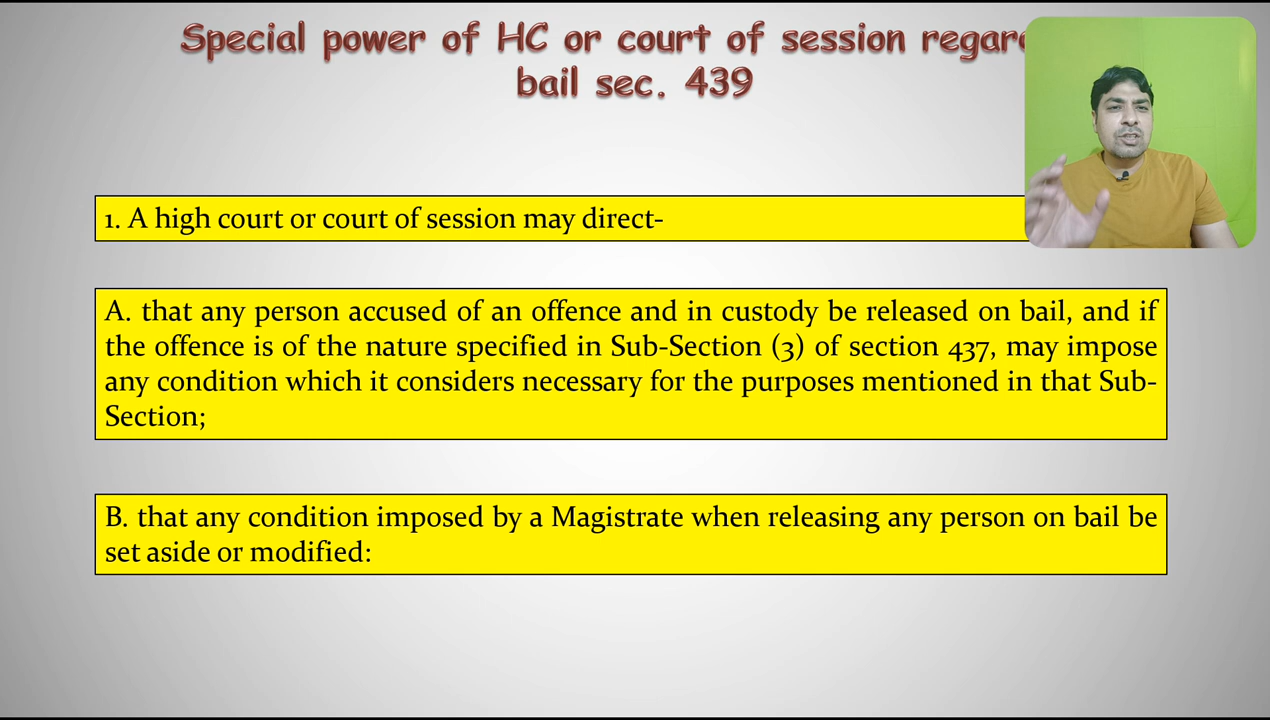 Special power of HC or court of session
bail sec. 439
1. A high court or court of session may direct-
A. that any person accused of an offence and in custody be released on bail, and if
the offence is of the nature specified in Sub-Section (3) of section 437, may impose
any condition which it considers necessary for the purposes mentioned in that Sub-
Section;
B. that any condition imposed by a Magistrate when releasing any person on bail be
set aside or modified: